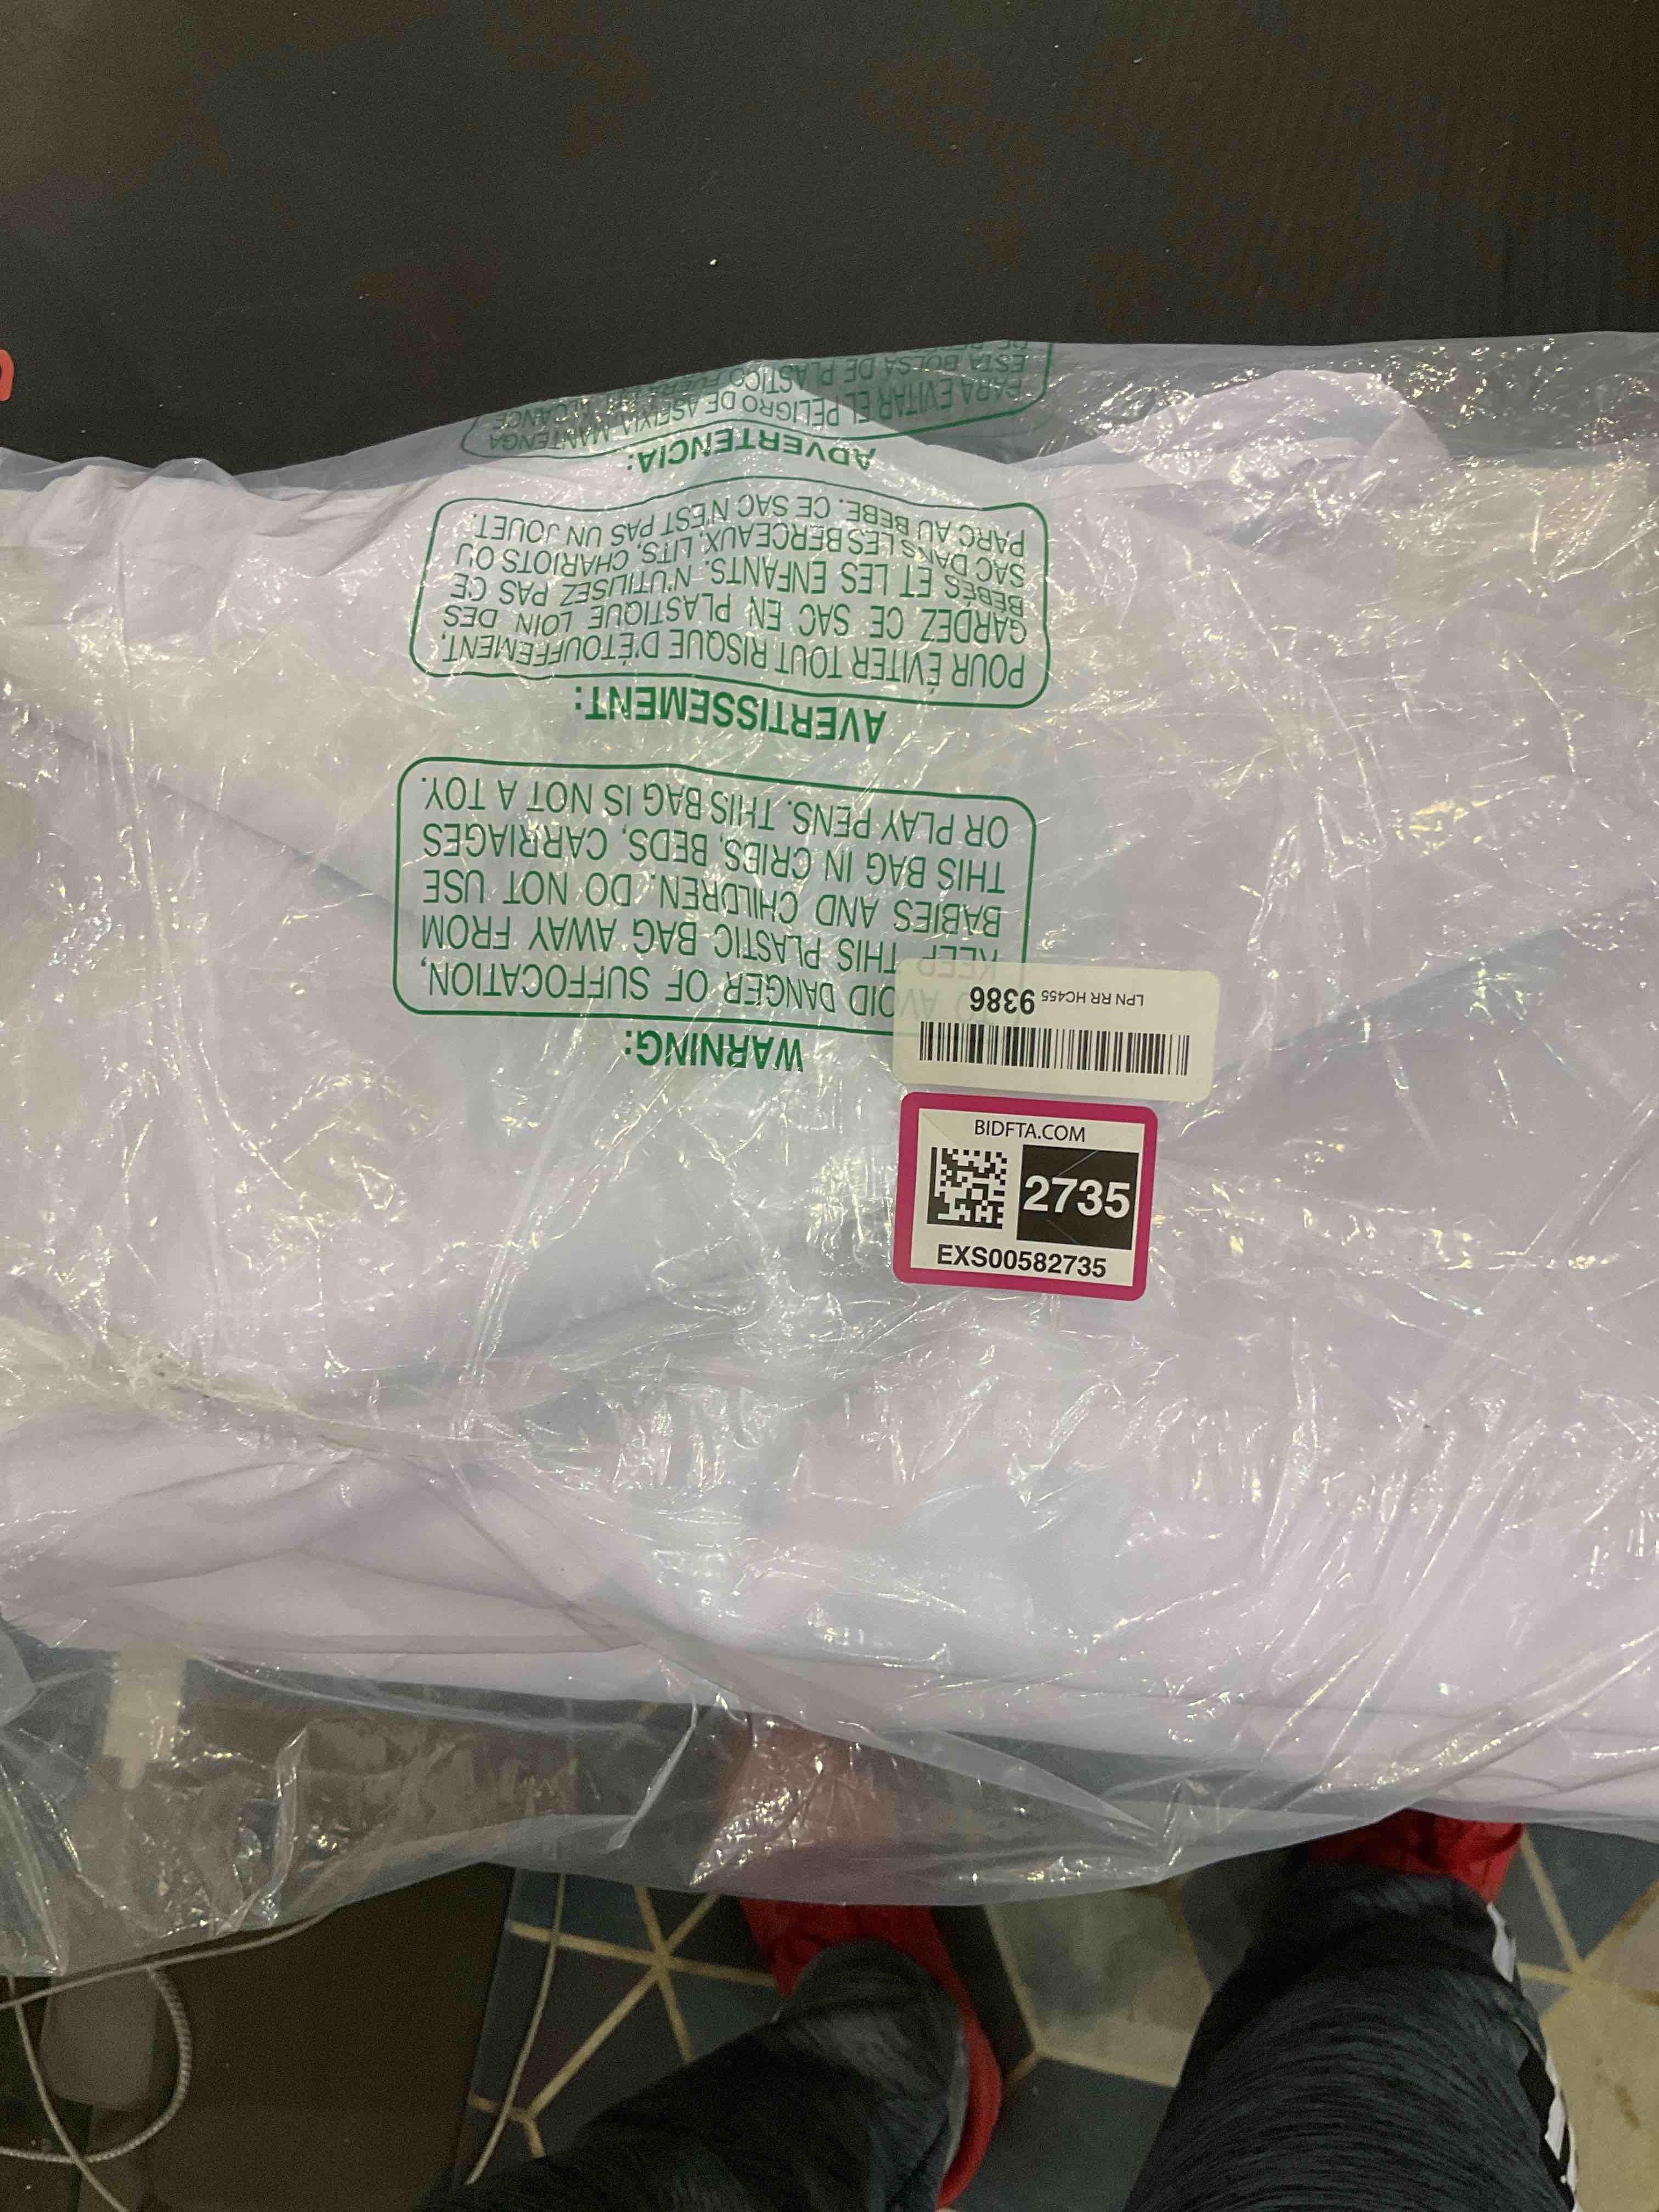 WARNING:
AVOID DANGER OF SUFFOCATION,
KEEP THIS PLASTIC BAG AWAY FROM
BABIES AND CHILDREN. DO NOT USE
THIS BAG IN CRIBS, BEDS, CARRIAGES
OR PLAY PENS. THIS BAG IS NOT A TOY.
AVERTISSEMENT:
POUR ÉVITER TOUT RISQUE D'ÉTOUFFEMENT,
GARDEZ CE SAC EN PLASTIQUE LOIN DES
BÉBÉS ET LES ENFANTS. N'UTILISEZ PAS CE
SAC DANS LES BERCEAUX, LITS, CHARIOTS OU
PARC AU BEBE. CE SAC N'EST PAS UN JOUET.
ADVERTENCIA:
PARA EVITAR EL PELIGRO DE ASFIXIA, MANTENGA
ESTA BOLSA DE PLASTICO FUERA ALCANCE
LPN RR HC455 9386
BIDFTA.COM
2735
EXS00582735